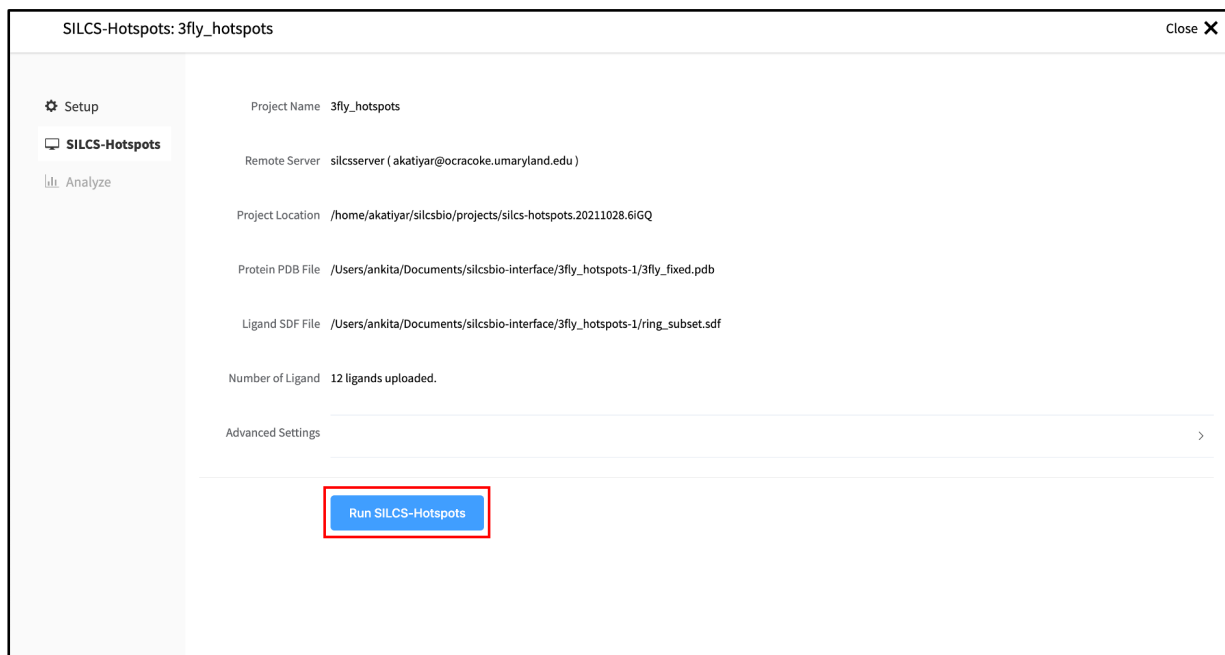 SILCS-Hotspots: 3fly_hotspots
Close
Setup
SILCS-Hotspots
Analyze
Project Name 3fly_hotspots
Remote Server silcsserver ( akatiyar@ocracoke.umaryland.edu )
Project Location /home/akatiyar/silcsbio/projects/silcs-hotspots.20211028.6iGQ
Protein PDB File /Users/ankita/Documents/silcsbio-interface/3fly_hotspots-1/3fly_fixed.pdb
Ligand SDF File /Users/ankita/Documents/silcsbio-interface/3fly_hotspots-1/ring_subset.sdf
Number of Ligand 12 ligands uploaded.
Advanced Settings
Run SILCS-Hotspots